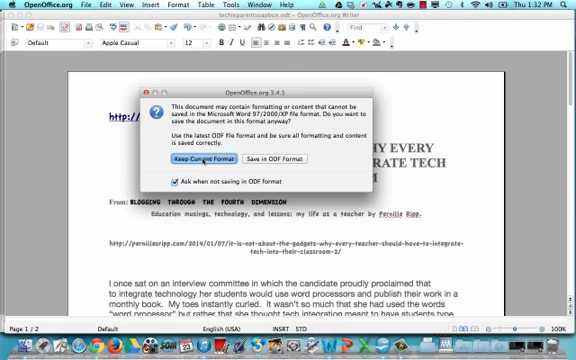 OpenOffice File Edit View Insert Format Table Tools Window Help
Thu 1:32 PM
techieparentsoapbox.odt - OpenOffice.org Writer
Find
Default
Apple Casual
12
OpenOffice.org 3.4.1
This document may contain formatting or content that cannot be
saved in the Microsoft Word 97/2000/XP file format. Do you want to
save the document in this format anyway?
Use the latest ODF file format and be sure all formatting and content
is saved correctly.
Keep Current Format
Save in ODF Format
Ask when not saving in ODF format
http:/
HY EVERY
GRATE TECH
M
From: BLOGGING THROUGH THE FOURTH DIMENSION
Education musings, technology, and lessons; my life as a teacher by Pernille Ripp.
http://pernillesripp.com/2014/01/07/it-is-not-about-the-gadgets-why-every-teacher-should-have-to-integrate-
tech-into-their-classroom-2/
I once sat on an interview committee in which the candidate proudly proclaimed that
to integrate technology her students would use word processors and publish their work in a
monthly book. My toes instantly curled. It wasn't so much that she had used the words
"word processor" but rather that she thought tech integration meant to have students type
Page 1 / 2
Default
English (USA)
INSRT
STD
100%